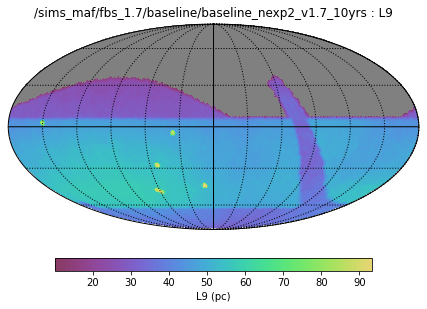 /sims_maf/fbs_1.7/baseline/baseline_nexp2_v1.7_10yrs : L9
20 30 40 50 60 70 80 90
L9 (pc)